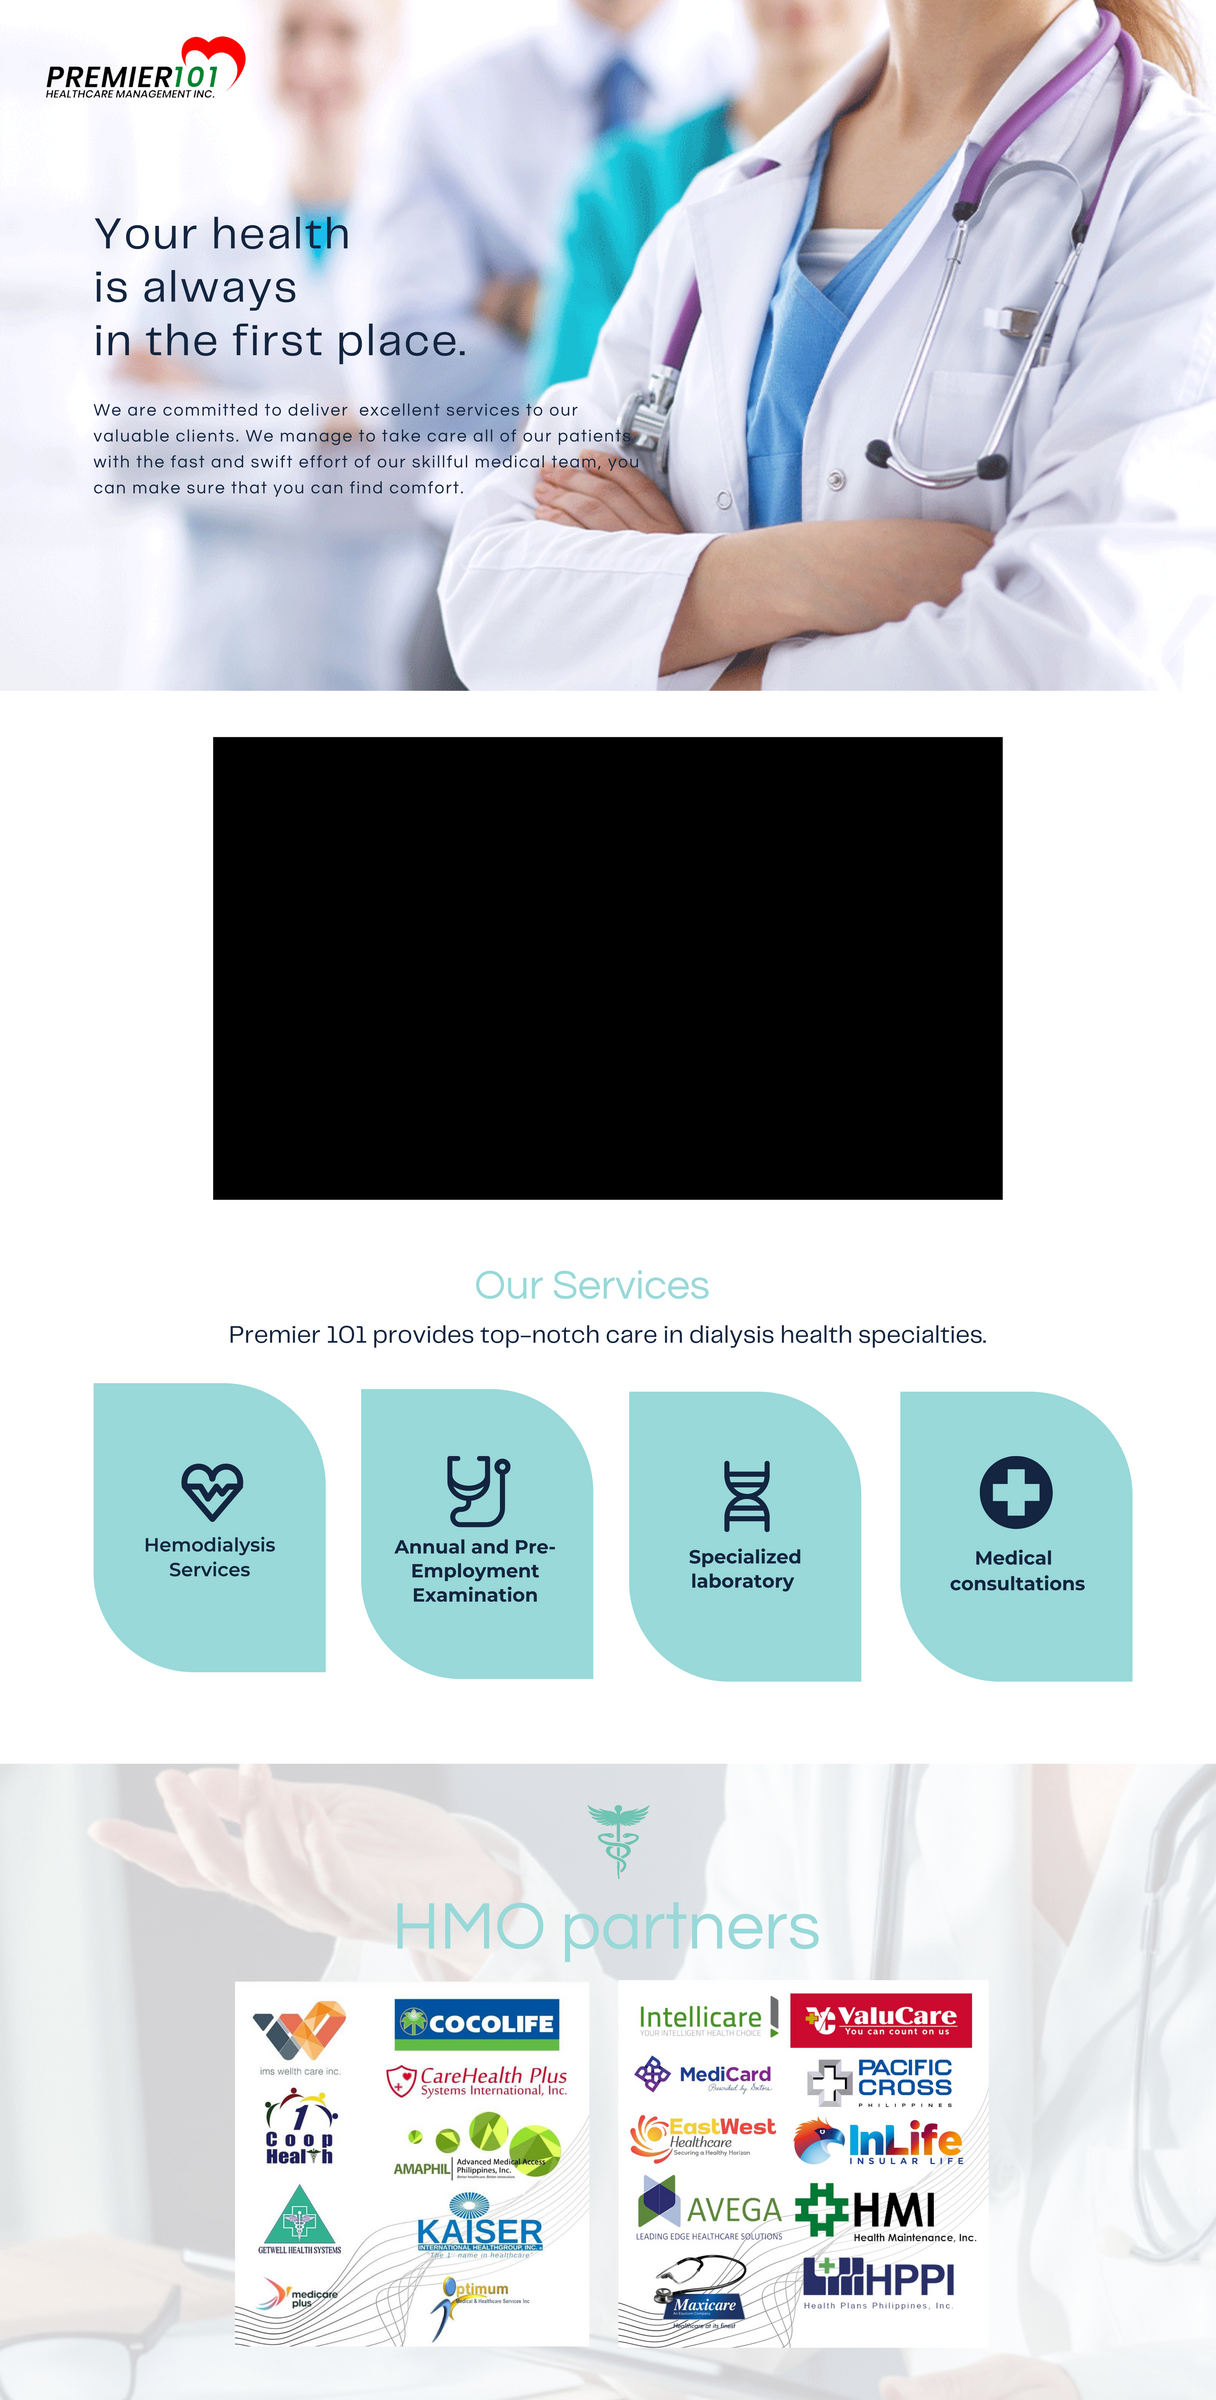 PREMIER101
HEALTHCARE MANAGEMENT INC.
Your health
is always
in the first place.
We are committed to deliver excellent services to our
valuable clients. We manage to take care all of our patients
with the fast and swift effort of our skillful medical team, you
can make sure that you can find comfort.
Our Services
Premier 101 provides top-notch care in dialysis health specialties.
Hemodialysis
Services
Annual and Pre-
Employment
Examination
Specialized
laboratory
Medical
consultations
HMO partners
ims wellth care inc.
COCOLIFE
CareHealth Plus
Systems International, Inc.
1
Coop
Health
AMAPHIL
Advanced Medical Access
Philippines, Inc.
Better healthcare. Better innovation.
GETWELL HEALTH SYSTEMS
KAISER
INTERNATIONAL HEALTHGROUP, INC.
"The 1st name in healthcare"
medicare
plus
Optimum
Medical & Healthcare Services Inc
Intellicare
YOUR INTELLIGENT HEALTH CHOICE
ValuCare
You can count on us
MediCard
Prescribed by Doctors.
PACIFIC
CROSS
PHILIPPINES
EastWest
Healthcare
Securing a Healthy Horizon
InLife
INSULAR LIFE
AVEGA
LEADING EDGE HEALTHCARE SOLUTIONS
HMI
Health Maintenance, Inc.
Maxicare
Healthcare at its finest
HPPI
Health Plans Philippines, Inc.